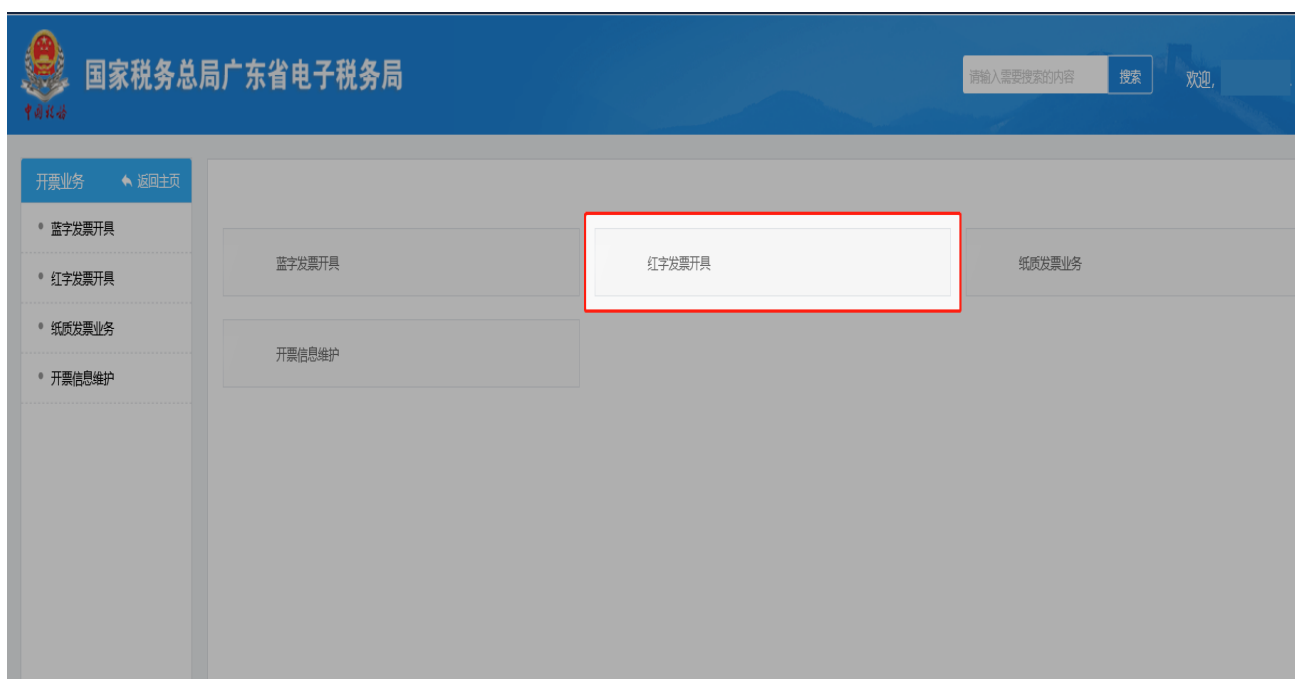 国家税务总局广东省电子税务局
中国税务
请输入需要搜索的内容
搜索
欢迎,
开票业务
返回主页
蓝字发票开具
红字发票开具
纸质发票业务
开票信息维护
蓝字发票开具
红字发票开具
纸质发票业务
开票信息维护